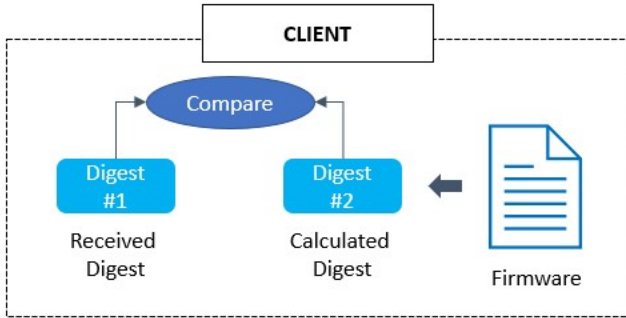 CLIENT
Compare
Digest
#1
Digest
#2
Received
Digest
Calculated
Digest
Firmware